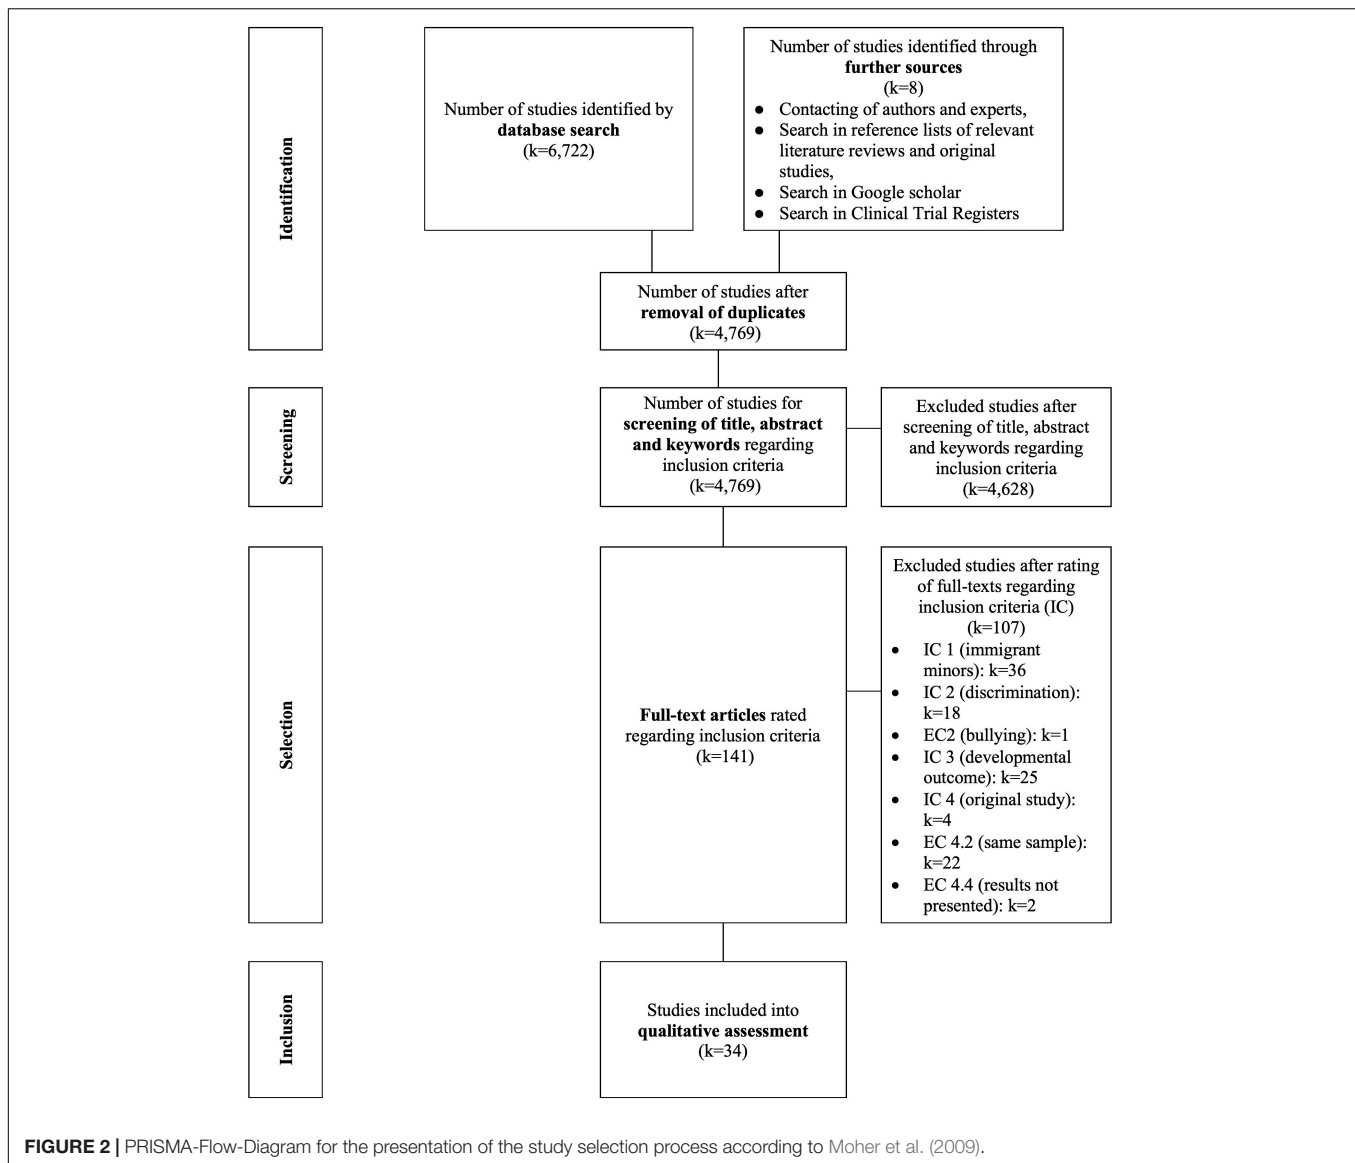 Identification
Number of studies identified by
database search
(k=6,722)
Number of studies identified through
further sources
(k=8)
● Contacting of authors and experts,
● Search in reference lists of relevant
literature reviews and original
studies,
● Search in Google scholar
● Search in Clinical Trial Registers
Number of studies after
removal of duplicates
(k=4,769)
Screening
Number of studies for
screening of title, abstract
and keywords regarding
inclusion criteria
(k=4,769)
Excluded studies after
screening of title, abstract
and keywords regarding
inclusion criteria
(k=4,628)
Selection
Full-text articles rated
regarding inclusion criteria
(k=141)
Excluded studies after rating
of full-texts regarding
inclusion criteria (IC)
(k=107)
● IC 1 (immigrant
minors): k=36
● IC 2 (discrimination):
k=18
● EC2 (bullying): k=1
● IC 3 (developmental
outcome): k=25
● IC 4 (original study):
k=4
● EC 4.2 (same sample):
k=22
● EC 4.4 (results not
presented): k=2
Inclusion
Studies included into
qualitative assessment
(k=34)
FIGURE 2 | PRISMA-Flow-Diagram for the presentation of the study selection process according to Moher et al. (2009).